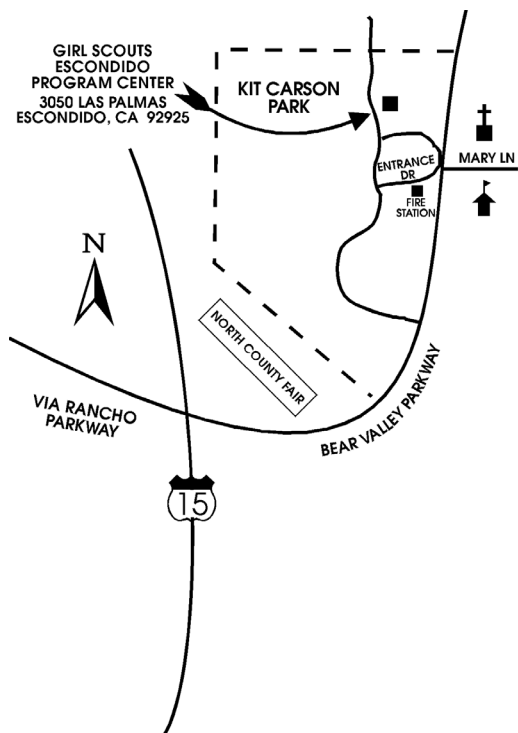 GIRL SCOUTS
ESCONDIDO
PROGRAM CENTER
3050 LAS PALMAS
ESCONDIDO, CA 92925
KIT CARSON
PARK
ENTRANCE
DR
MARY LN
FIRE
STATION
N
NORTH COUNTY FAIR
VIA RANCHO
PARKWAY
BEAR VALLEY PARKWAY
15